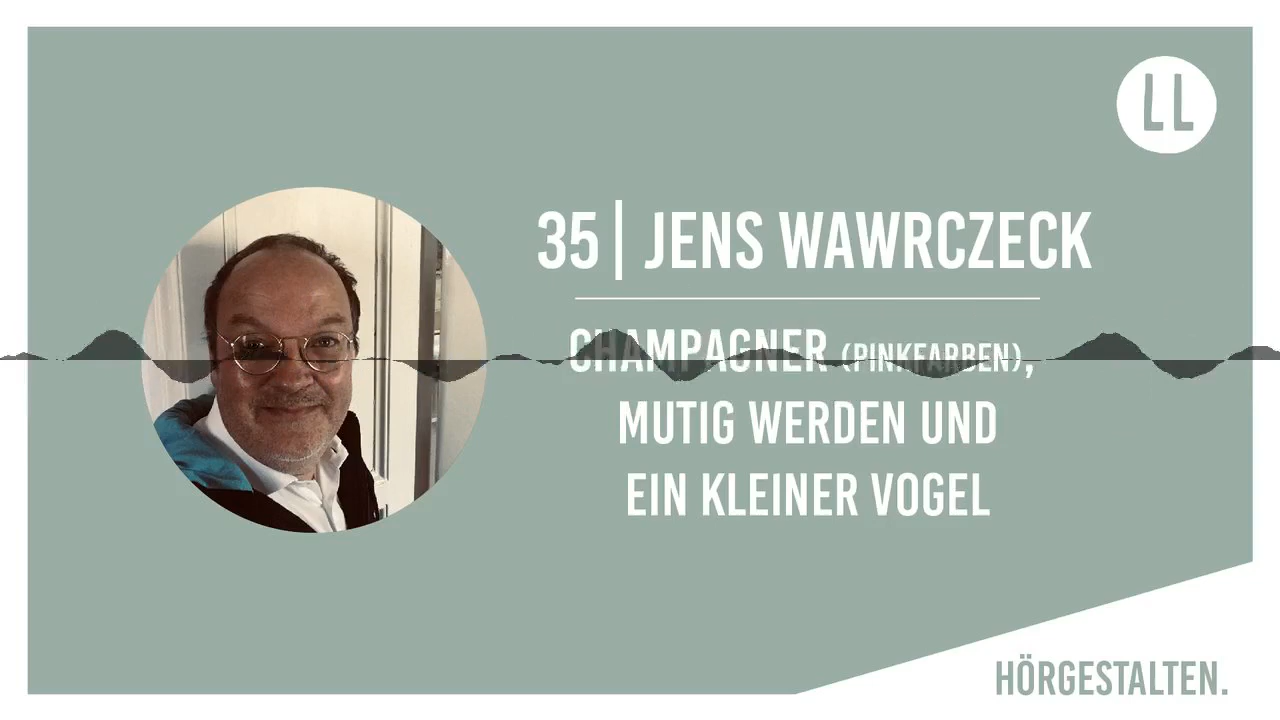 LL
35| JENS WAWRCZECK
CHAMPAGNER (PINKFARBEN),
MUTIG WERDEN UND
EIN KLEINER VOGEL
HÖRGESTALTEN.